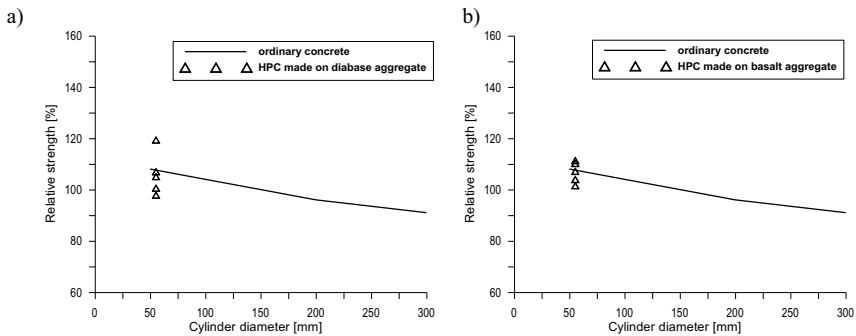 a)
160
140
120
100
80
60
Relative strength [%]
ordinary concrete
HPC made on diabase aggregate
0 50 100 150 200 250 300
Cylinder diameter [mm]
b)
160
140
120
100
80
60
Relative strength [%]
ordinary concrete
HPC made on basalt aggregate
0 50 100 150 200 250 300
Cylinder diameter [mm]